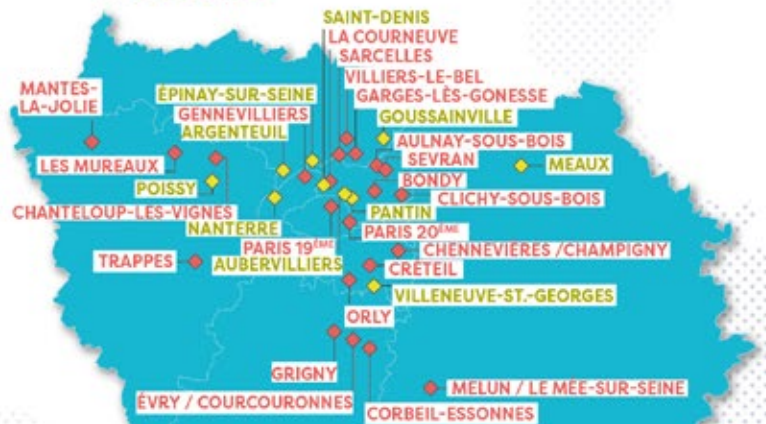 SAINT-DENIS
LA COURNEUVE
SARCELLES
VILLIERS-LE-BEL
GARGES-LÈS-GONESSE
MANTES-
LA-JOLIE
ÉPINAY-SUR-SEINE
GENNEVILLIERS
ARGENTEUIL
GOUSSAINVILLE
AULNAY-SOUS-BOIS
SEVRAN
MEAUX
LES MUREAUX
BONDY
POISSY
CLICHY-SOUS-BOIS
CHANTELOUP-LES-VIGNES
PANTIN
NANTERRE
PARIS 20ÈME
PARIS 19ÈME
CHENNEVIÈRES /CHAMPIGNY
TRAPPES
AUBERVILLIERS
CRÉTEIL
VILLENEUVE-ST.-GEORGES
ORLY
GRIGNY
MELUN / LE MÉE-SUR-SEINE
ÉVRY / COURCOURONNES
CORBEIL-ESSONNES